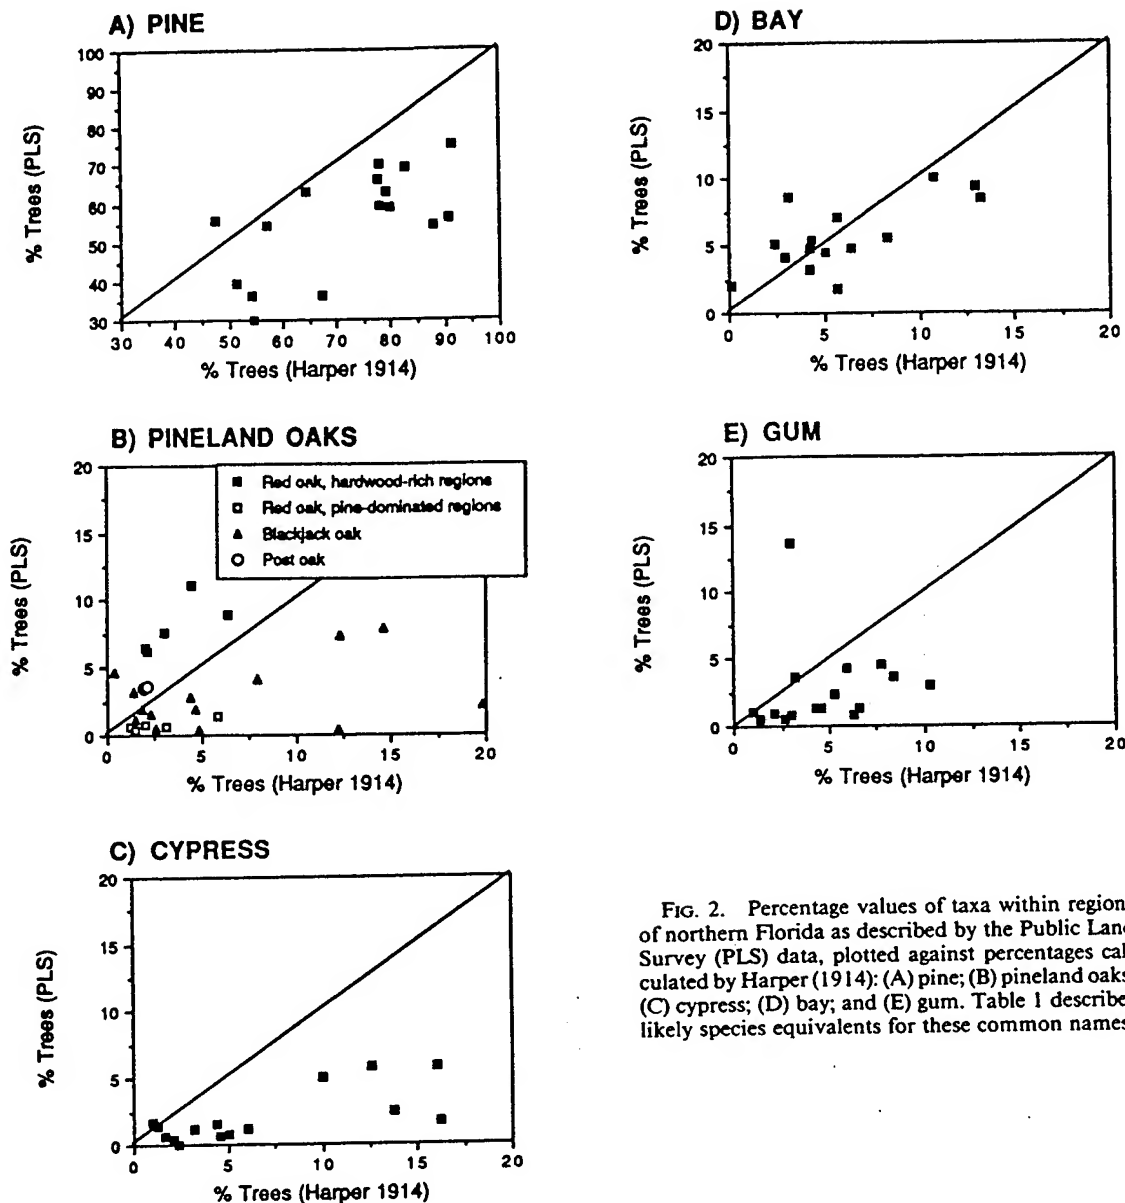 A) PINE
% Trees (PLS)
100
90
80
70
60
50
40
30
30 40 50 60 70 80 90 100
% Trees (Harper 1914)
B) PINELAND OAKS
% Trees (PLS)
20
15
10
5
0
Red oak, hardwood-rich regions
Red oak, pine-dominated regions
Blackjack oak
Post oak
0 5 10 15 20
% Trees (Harper 1914)
C) CYPRESS
% Trees (PLS)
20
15
10
5
0
0 5 10 15 20
% Trees (Harper 1914)
D) BAY
% Trees (PLS)
20
15
10
5
0
0 5 10 15 20
% Trees (Harper 1914)
E) GUM
% Trees (PLS)
20
15
10
5
0
0 5 10 15 20
% Trees (Harper 1914)
FIG. 2. Percentage values of taxa within region
of northern Florida as described by the Public Lan
Survey (PLS) data, plotted against percentages cal
culated by Harper (1914): (A) pine; (B) pineland oaks
(C) cypress; (D) bay; and (E) gum. Table 1 describe
likely species equivalents for these common names